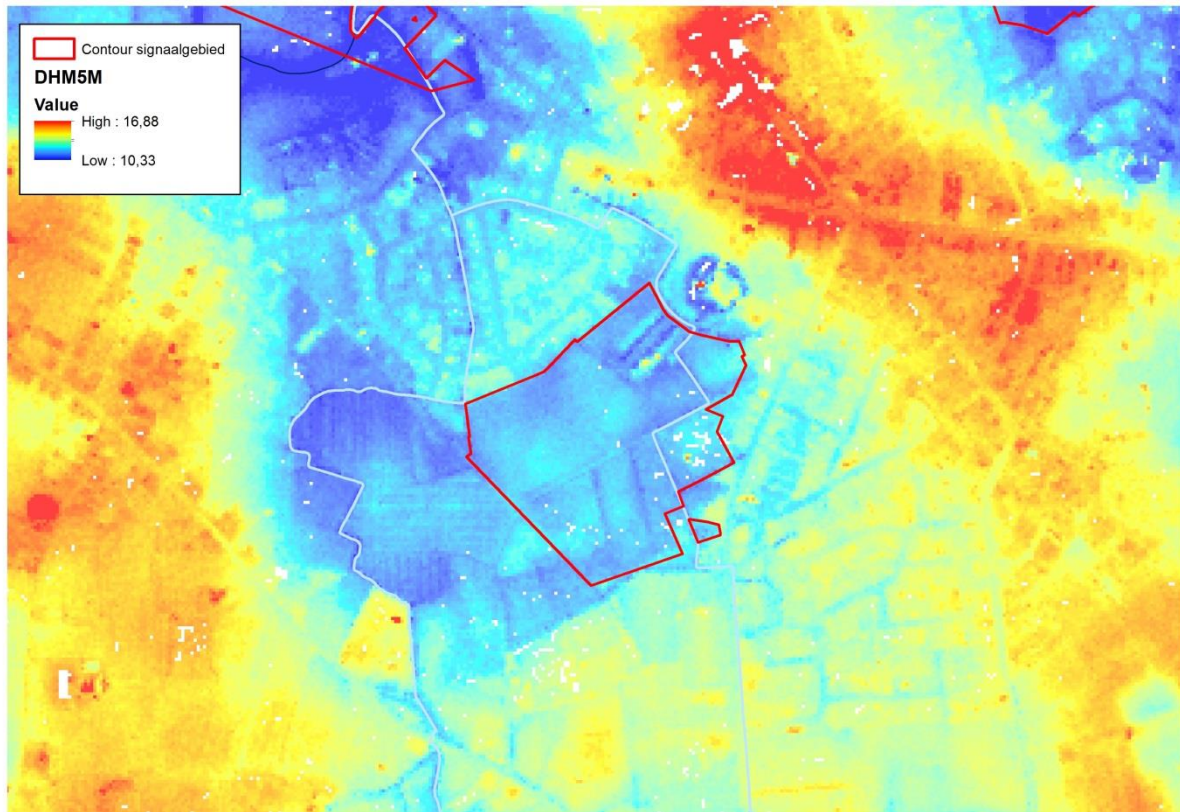 Contour signaalgebied
DHM5M
Value
High : 16,88
Low : 10,33